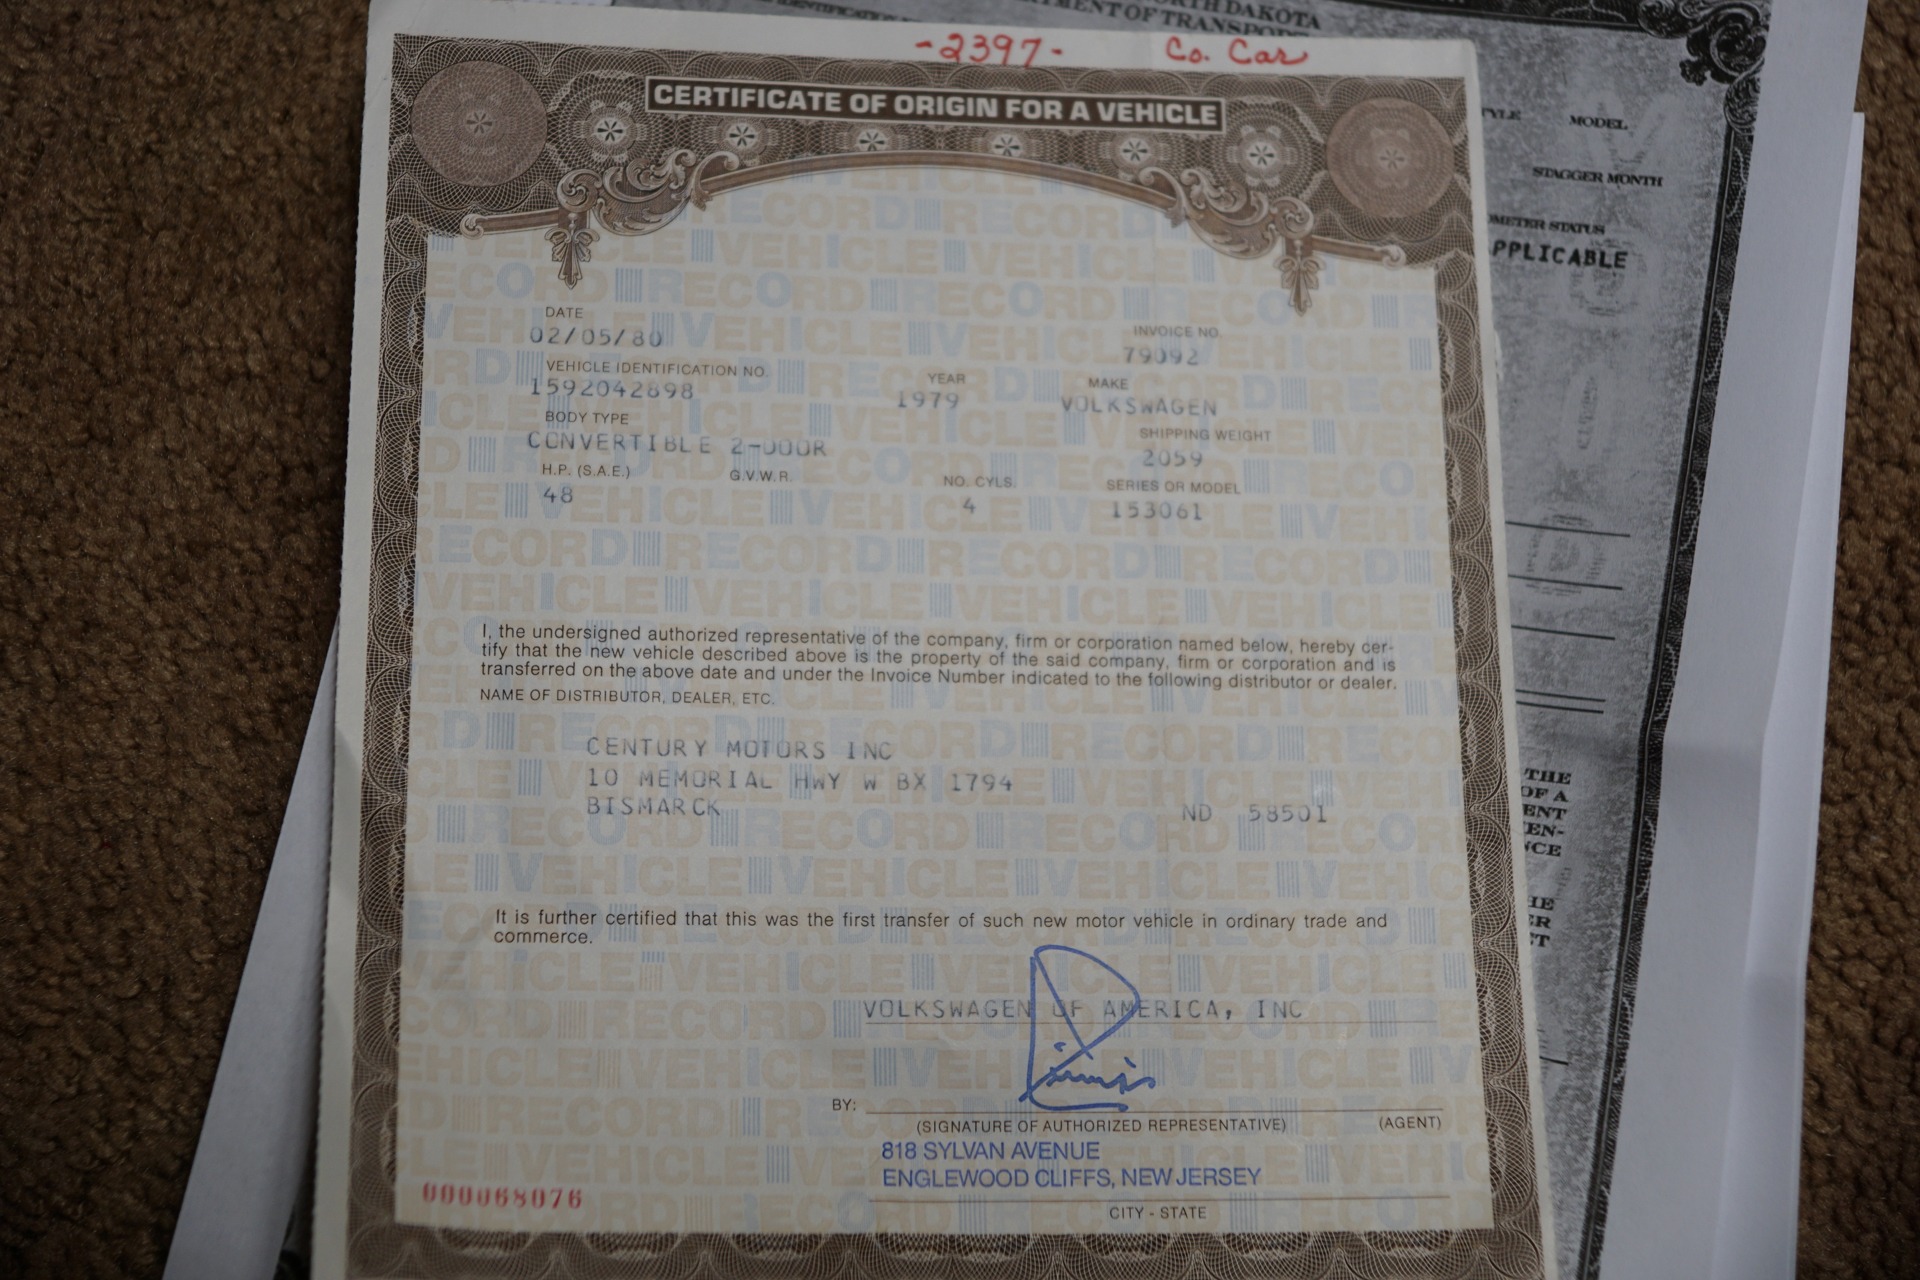 -2397- Co. Car
CERTIFICATE OF ORIGIN FOR A VEHICLE
DATE
02/05/80
INVOICE NO.
79092
VEHICLE IDENTIFICATION NO. YEAR MAKE
1592042898 1979 VOLKSWAGEN
BODY TYPE SHIPPING WEIGHT
CONVERTIBLE 2-DOOR 2059
H.P. (S.A.E.) G.V.W.R. NO. CYLS. SERIES OR MODEL
48 4 153061
I, the undersigned authorized representative of the company, firm or corporation named below, hereby cer-
tify that the new vehicle described above is the property of the said company, firm or corporation and is
transferred on the above date and under the Invoice Number indicated to the following distributor or dealer.
NAME OF DISTRIBUTOR, DEALER, ETC.
CENTURY MOTORS INC
10 MEMORIAL HWY W BX 1794
BISMARCK ND 58501
It is further certified that this was the first transfer of such new motor vehicle in ordinary trade and
commerce.
VOLKSWAGEN OF AMERICA, INC
BY:
(SIGNATURE OF AUTHORIZED REPRESENTATIVE) (AGENT)
818 SYLVAN AVENUE
ENGLEWOOD CLIFFS, NEW JERSEY
CITY - STATE
000068076
DAKOTA
OF
MODEL
STAGGER MONTH
STATUS
THE
OF A